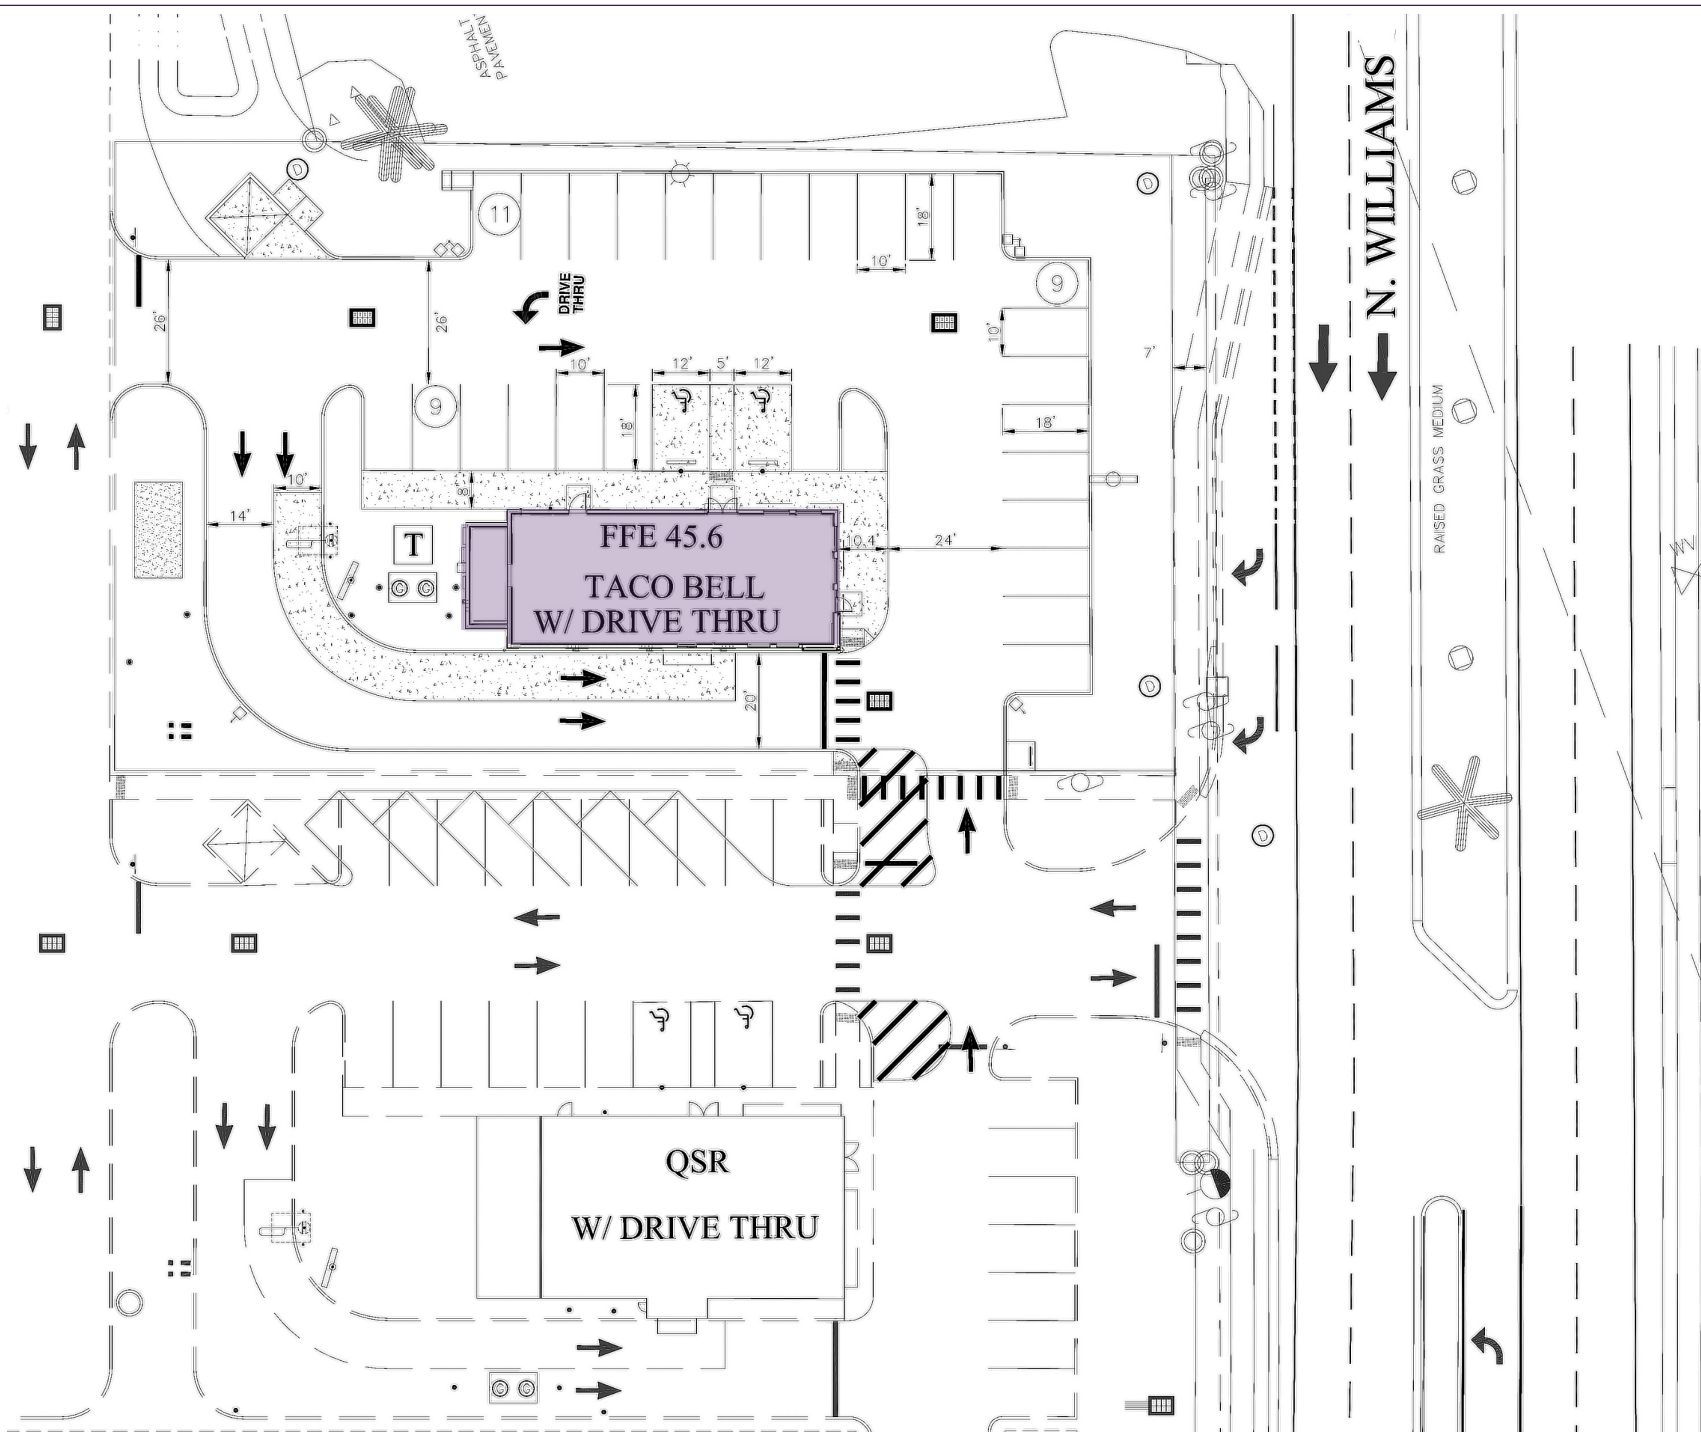 ASPHALT
PAVEMEN
N. WILLIAMS
D
D
11
18'
10'
9
26'
26'
DRIVE
THRU
10'
7'
10'
12'
5'
12'
9
18'
18'
RAISED GRASS MEDIUM
10'
8'
14'
T
FFE 45.6
10.4'
24'
G G
TACO BELL
W/ DRIVE THRU
20'
D
D
QSR
W/ DRIVE THRU
G G